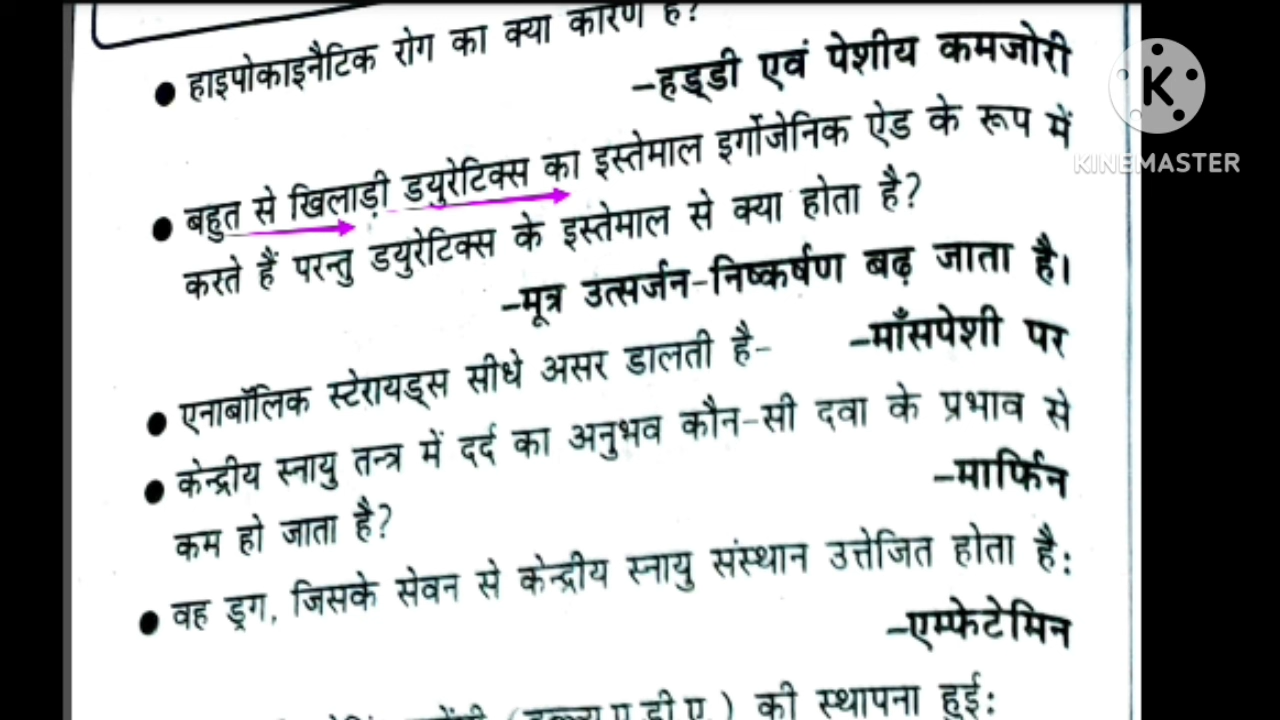 हाइपोकाइनैटिक रोग का क्या कारण है?
-हड्डी एवं पेशीय कमजोरी
बहुत से खिलाड़ी डयुरेटिक्स का इस्तेमाल इर्गोजेनिक ऐड के रूप में
करते हैं परन्तु डयुरेटिक्स के इस्तेमाल से क्या होता है?
-मूत्र उत्सर्जन-निष्कर्षण बढ़ जाता है।
एनाबॉलिक स्टेरायड्स सीधे असर डालती है- -माँसपेशी पर
केन्द्रीय स्नायु तन्त्र में दर्द का अनुभव कौन-सी दवा के प्रभाव से
कम हो जाता है? -मार्फिन
वह ड्रग, जिसके सेवन से केन्द्रीय स्नायु संस्थान उत्तेजित होता है:
-एम्फेटेमिन
(डब्ल्यू.ए.डी.ए.) की स्थापना हुई:
K
KINEMASTER